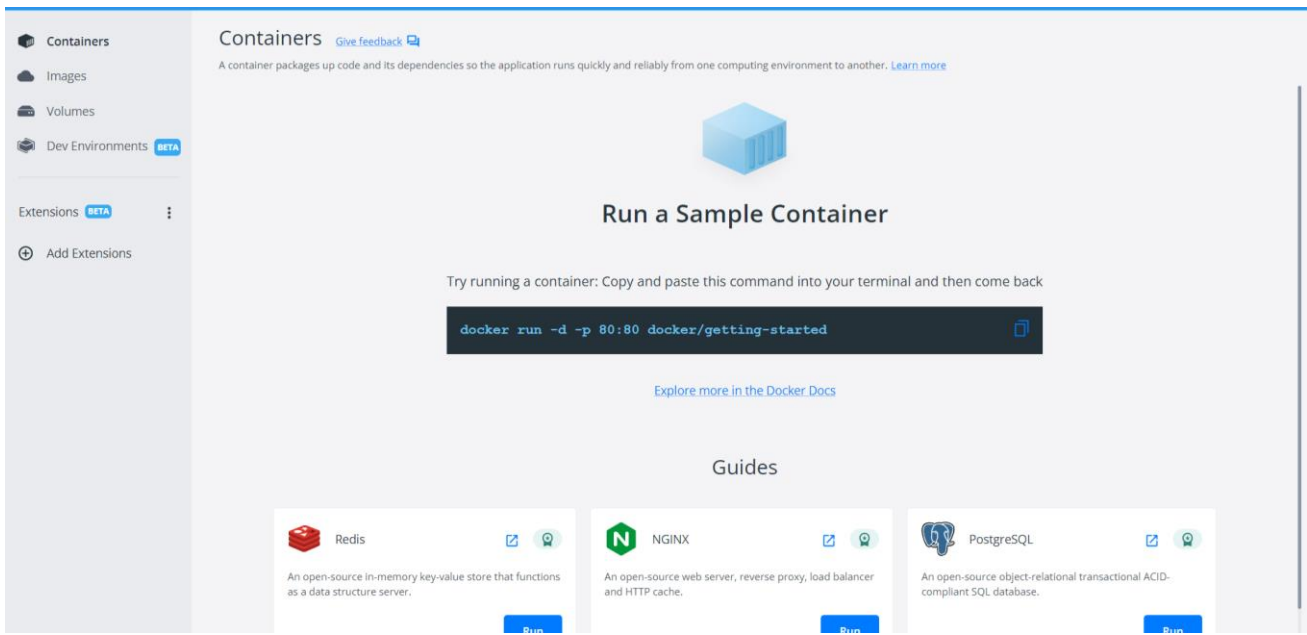 Containers
Images
Volumes
Dev Environments BETA
Extensions BETA
Add Extensions
Containers Give feedback
A container packages up code and its dependencies so the application runs quickly and reliably from one computing environment to another. Learn more
Run a Sample Container
Try running a container: Copy and paste this command into your terminal and then come back
docker run -d -p 80:80 docker/getting-started
Explore more in the Docker Docs
Guides
Redis
An open-source in-memory key-value store that functions
as a data structure server.
Run
N
NGINX
An open-source web server, reverse proxy, load balancer
and HTTP cache.
Run
PostgreSQL
An open-source object-relational transactional ACID-
compliant SQL database.
Run